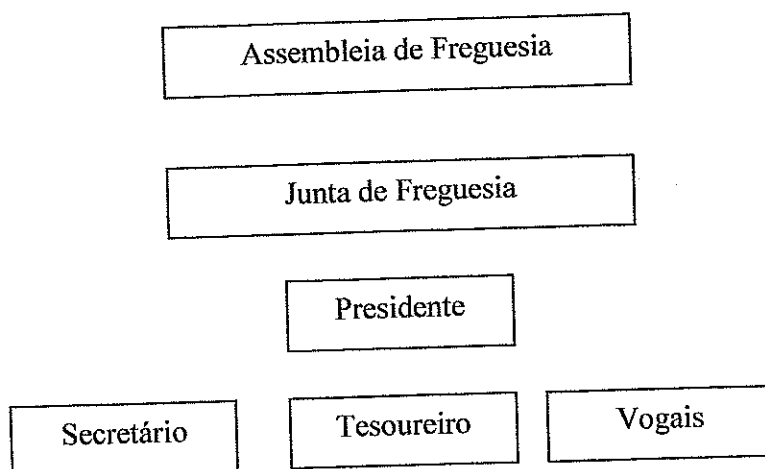 Assembleia de Freguesia
Junta de Freguesia
Presidente
Secretário
Tesoureiro
Vogais